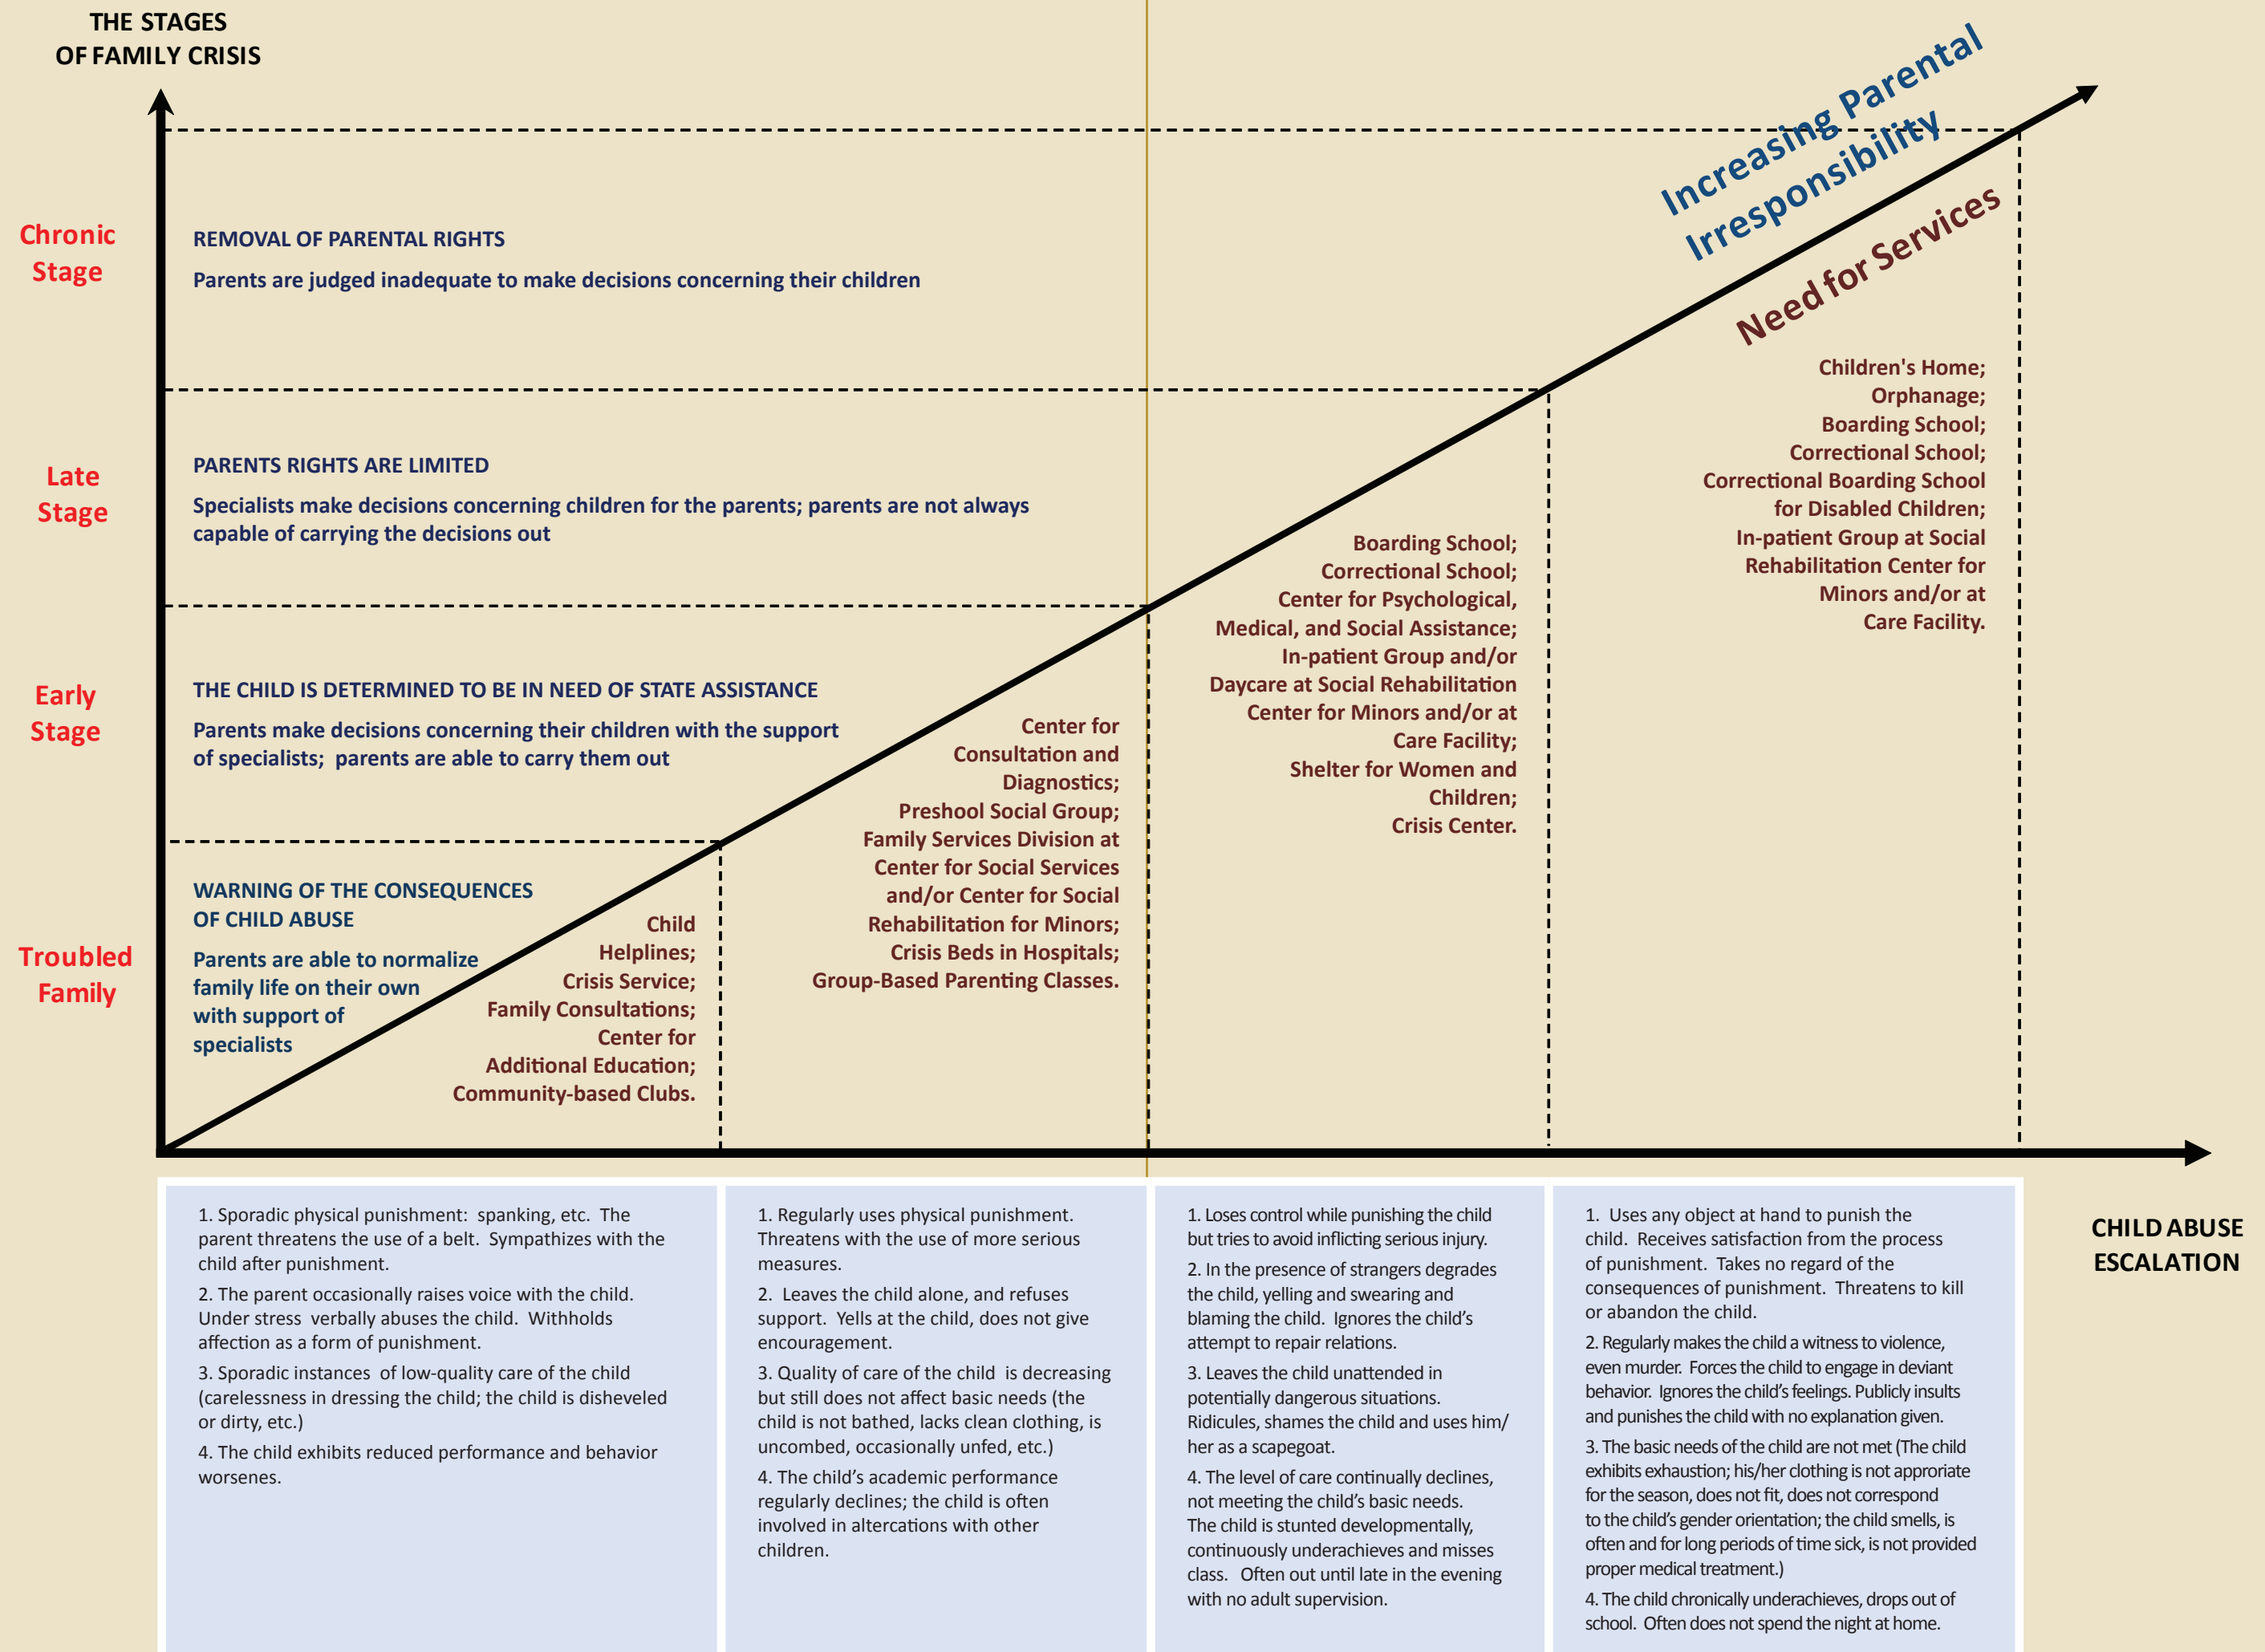 THE STAGES
OF FAMILY CRISIS
Increasing Parental
Irresponsibility
Need for Services
Chronic
Stage
REMOVAL OF PARENTAL RIGHTS
Parents are judged inadequate to make decisions concerning their children
Children's Home;
Orphanage;
Boarding School;
Correctional School;
Correctional Boarding School
for Disabled Children;
In-patient Group at Social
Rehabilitation Center for
Minors and/or at
Care Facility.
Late
Stage
PARENTS RIGHTS ARE LIMITED
Specialists make decisions concerning children for the parents; parents are not always
capable of carrying the decisions out
Boarding School;
Correctional School;
Center for Psychological,
Medical, and Social Assistance;
In-patient Group and/or
Daycare at Social Rehabilitation
Center for Minors and/or at
Care Facility;
Shelter for Women and
Children;
Crisis Center.
Early
Stage
THE CHILD IS DETERMINED TO BE IN NEED OF STATE ASSISTANCE
Parents make decisions concerning their children with the support
of specialists;  parents are able to carry them out
Center for
Consultation and
Diagnostics;
Preshool Social Group;
Family Services Division at
Center for Social Services
and/or Center for Social
Rehabilitation for Minors;
Crisis Beds in Hospitals;
Group-Based Parenting Classes.
Troubled
Family
WARNING OF THE CONSEQUENCES
OF CHILD ABUSE
Parents are able to normalize
family life on their own
with support of
specialists
Child
Helplines;
Crisis Service;
Family Consultations;
Center for
Additional Education;
Community-based Clubs.
1. Sporadic physical punishment:  spanking, etc.  The
parent threatens the use of a belt.  Sympathizes with the
child after punishment.
2. The parent occasionally raises voice with the child.
Under stress  verbally abuses the child.  Withholds
affection as a form of punishment.
3. Sporadic instances  of low-quality care of the child
(carelessness in dressing the child; the child is disheveled
or dirty, etc.)
4. The child exhibits reduced performance and behavior
worsenes.
1. Regularly uses physical punishment.
Threatens with the use of more serious
measures.
2.  Leaves the child alone, and refuses
support.  Yells at the child, does not give
encouragement.
3. Quality of care of the child  is decreasing
but still does not affect basic needs (the
child is not bathed, lacks clean clothing, is
uncombed, occasionally unfed, etc.)
4. The child’s academic performance
regularly declines; the child is often
involved in altercations with other
children.
1. Loses control while punishing the child
but tries to avoid inflicting serious injury.
2. In the presence of strangers degrades
the child, yelling and swearing and
blaming the child.  Ignores the child’s
attempt to repair relations.
3. Leaves the child unattended in
potentially dangerous situations.
Ridicules, shames the child and uses him/
her as a scapegoat.
4. The level of care continually declines,
not meeting the child’s basic needs.
The child is stunted developmentally,
continuously underachieves and misses
class.   Often out until late in the evening
with no adult supervision.
1.  Uses any object at hand to punish the
child.  Receives satisfaction from the process
of punishment.  Takes no regard of the
consequences of punishment.  Threatens to kill
or abandon the child.
2. Regularly makes the child a witness to violence,
even murder.  Forces the child to engage in deviant
behavior.  Ignores the child’s feelings. Publicly insults
and punishes the child with no explanation given.
3. The basic needs of the child are not met (The child
exhibits exhaustion; his/her clothing is not approriate
for the season, does not fit, does not correspond
to the child’s gender orientation; the child smells, is
often and for long periods of time sick, is not provided
proper medical treatment.)
4. The child chronically underachieves, drops out of
school.  Often does not spend the night at home.
CHILD ABUSE
ESCALATION